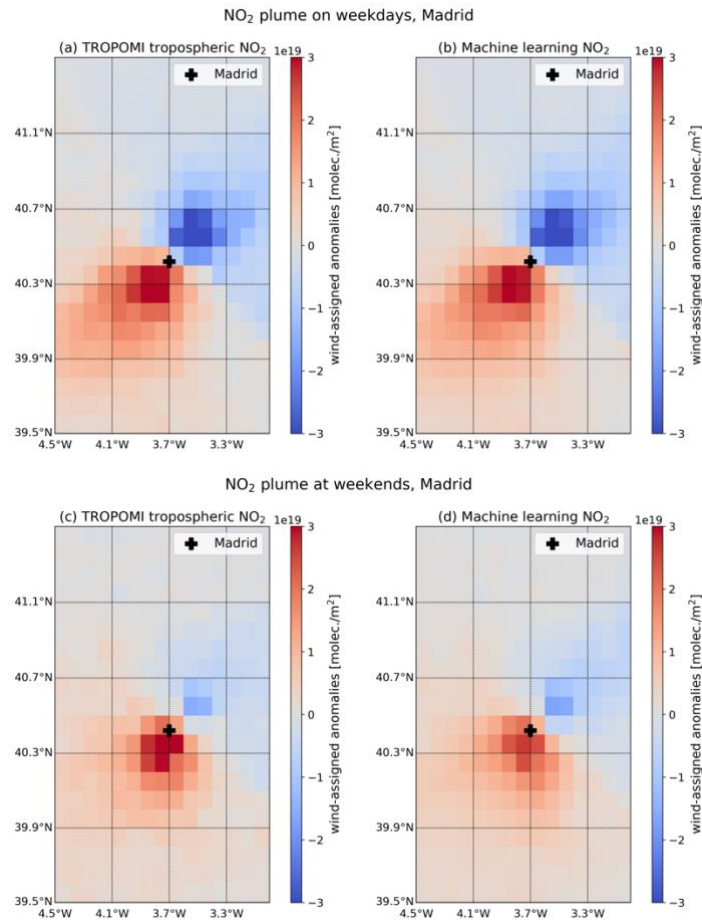 NO₂ plume on weekdays, Madrid
(a) TROPOMI tropospheric NO₂ 1e19
Madrid
41.1°N
40.7°N
40.3°N
39.9°N
39.5°N
4.5°W 4.1°W 3.7°W 3.3°W
3
2
1
0
−1
−2
−3
wind-assigned anomalies [molec./m²]
(b) Machine learning NO₂ 1e19
Madrid
41.1°N
40.7°N
40.3°N
39.9°N
39.5°N
4.5°W 4.1°W 3.7°W 3.3°W
3
2
1
0
−1
−2
−3
wind-assigned anomalies [molec./m²]
NO₂ plume at weekends, Madrid
(c) TROPOMI tropospheric NO₂ 1e19
Madrid
41.1°N
40.7°N
40.3°N
39.9°N
39.5°N
4.5°W 4.1°W 3.7°W 3.3°W
3
2
1
0
−1
−2
−3
wind-assigned anomalies [molec./m²]
(d) Machine learning NO₂ 1e19
Madrid
41.1°N
40.7°N
40.3°N
39.9°N
39.5°N
4.5°W 4.1°W 3.7°W 3.3°W
3
2
1
0
−1
−2
−3
wind-assigned anomalies [molec./m²]